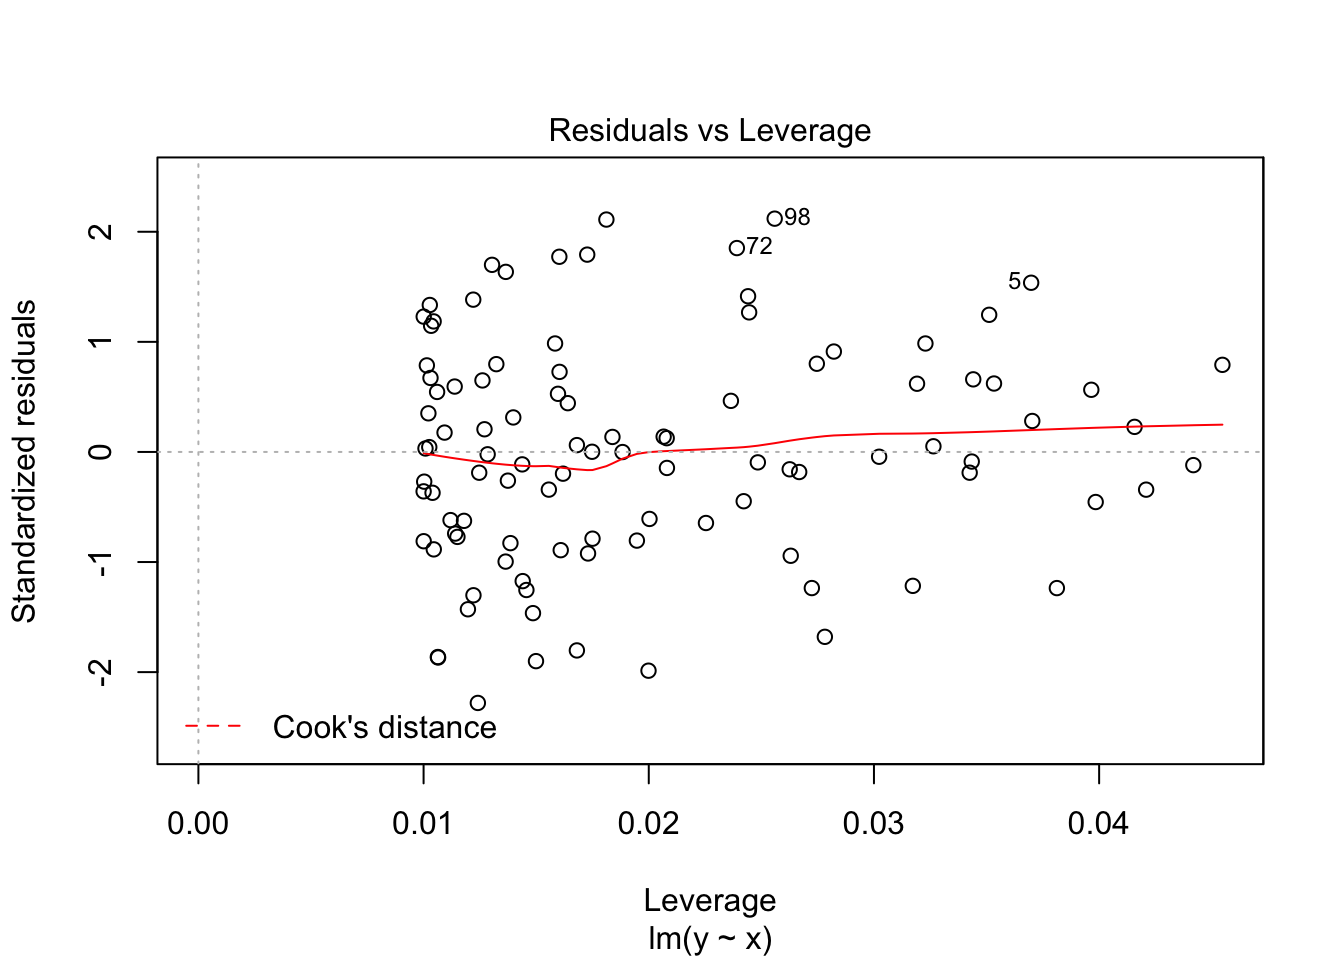 Residuals vs Leverage
Standardized residuals
2
1
0
-1
-2
98
72
5
Cook's distance
0.00 0.01 0.02 0.03 0.04
Leverage
lm(y ~ x)